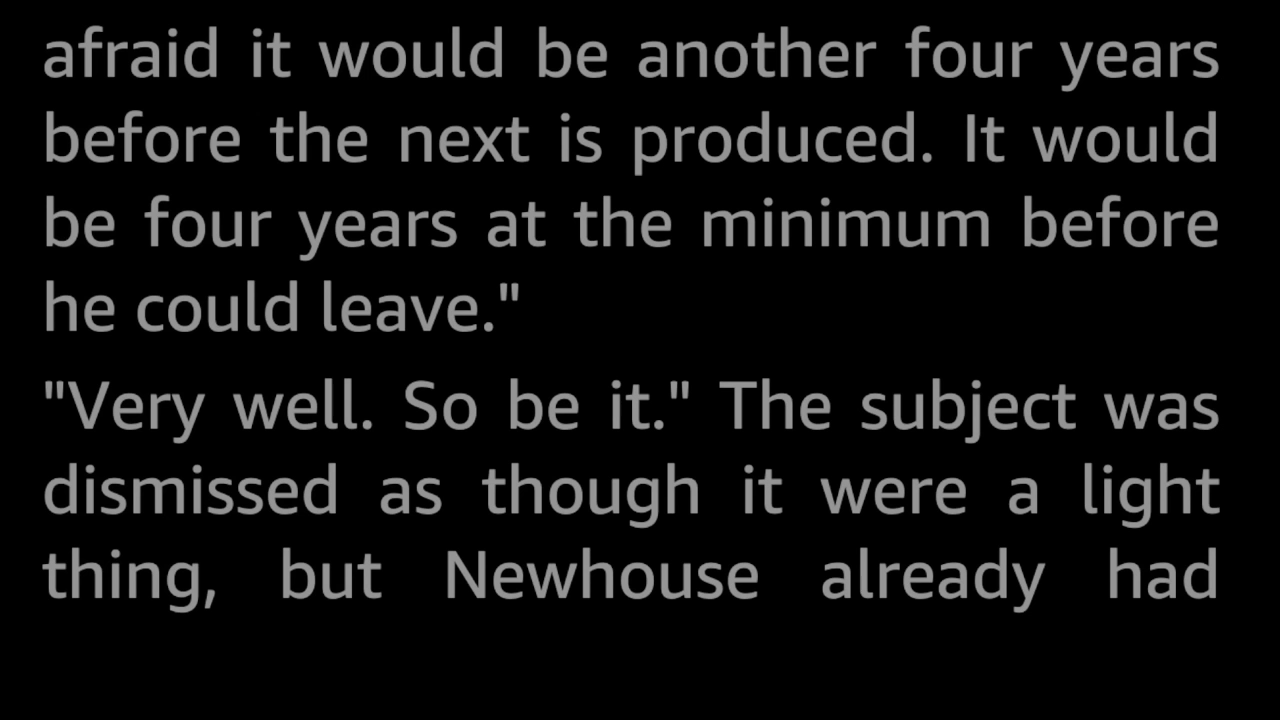 afraid it would be another four years
before the next is produced. It would
be four years at the minimum before
he could leave."
"Very well. So be it." The subject was
dismissed as though it were a light
thing, but Newhouse already had